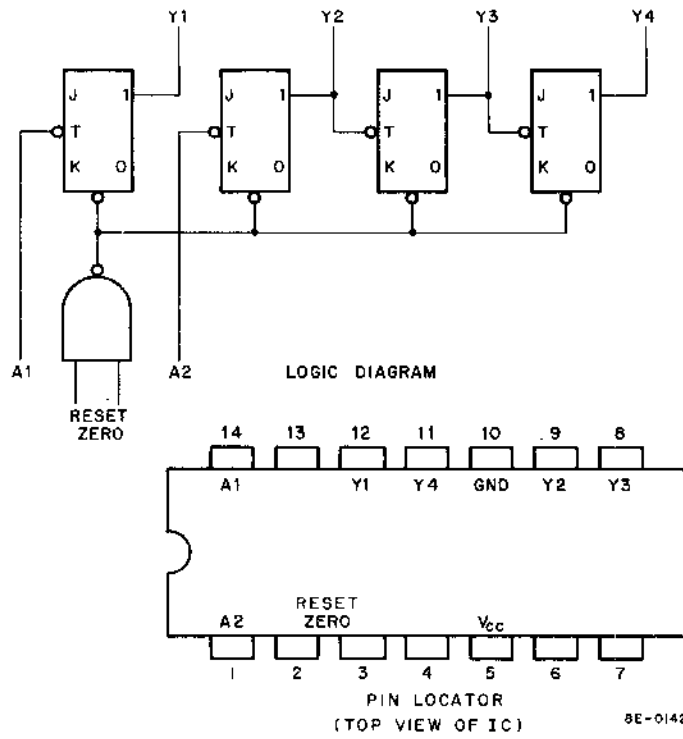 Y1 Y2 Y3 Y4
J 1 J 1 J 1 J 1
T T T T
K 0 K 0 K 0 K 0
A1 A2 LOGIC DIAGRAM
RESET
ZERO
14 13 12 11 10 9 8
A1 Y1 Y4 GND Y2 Y3
RESET
A2 ZERO VCC
1 2 3 4 5 6 7
PIN LOCATOR
(TOP VIEW OF IC)
8E-0142